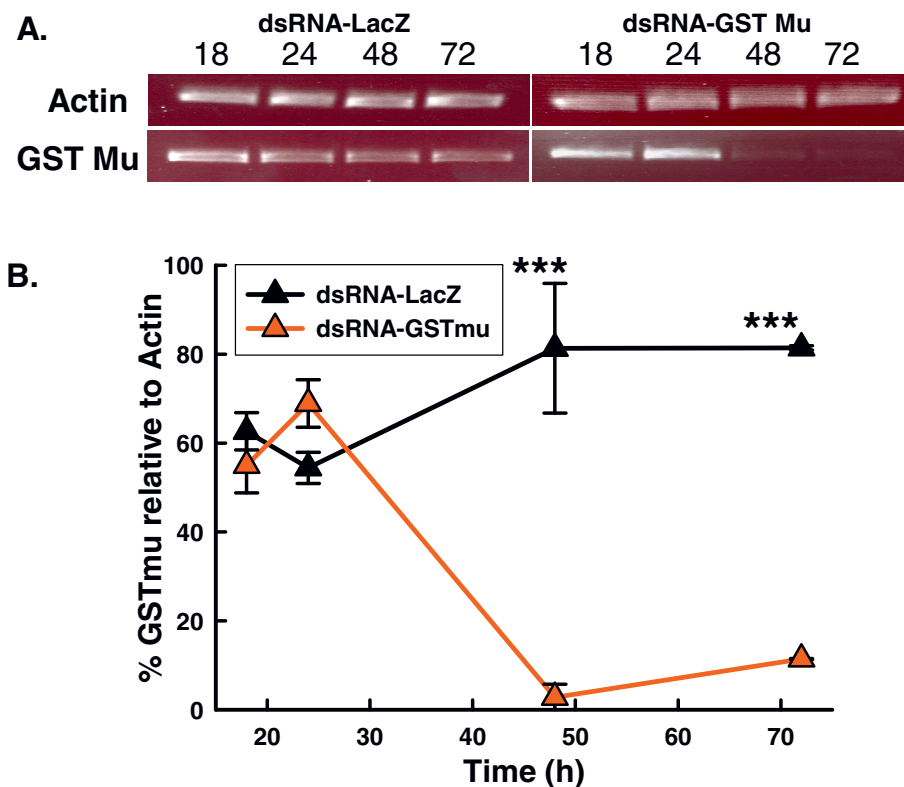 A.
dsRNA-LacZ dsRNA-GST Mu
18 24 48 72 18 24 48 72
Actin
GST Mu
B.
% GSTmu relative to Actin
100
80
60
40
20
0
dsRNA-LacZ
dsRNA-GSTmu
***
***
20 30 40 50 60 70
Time (h)